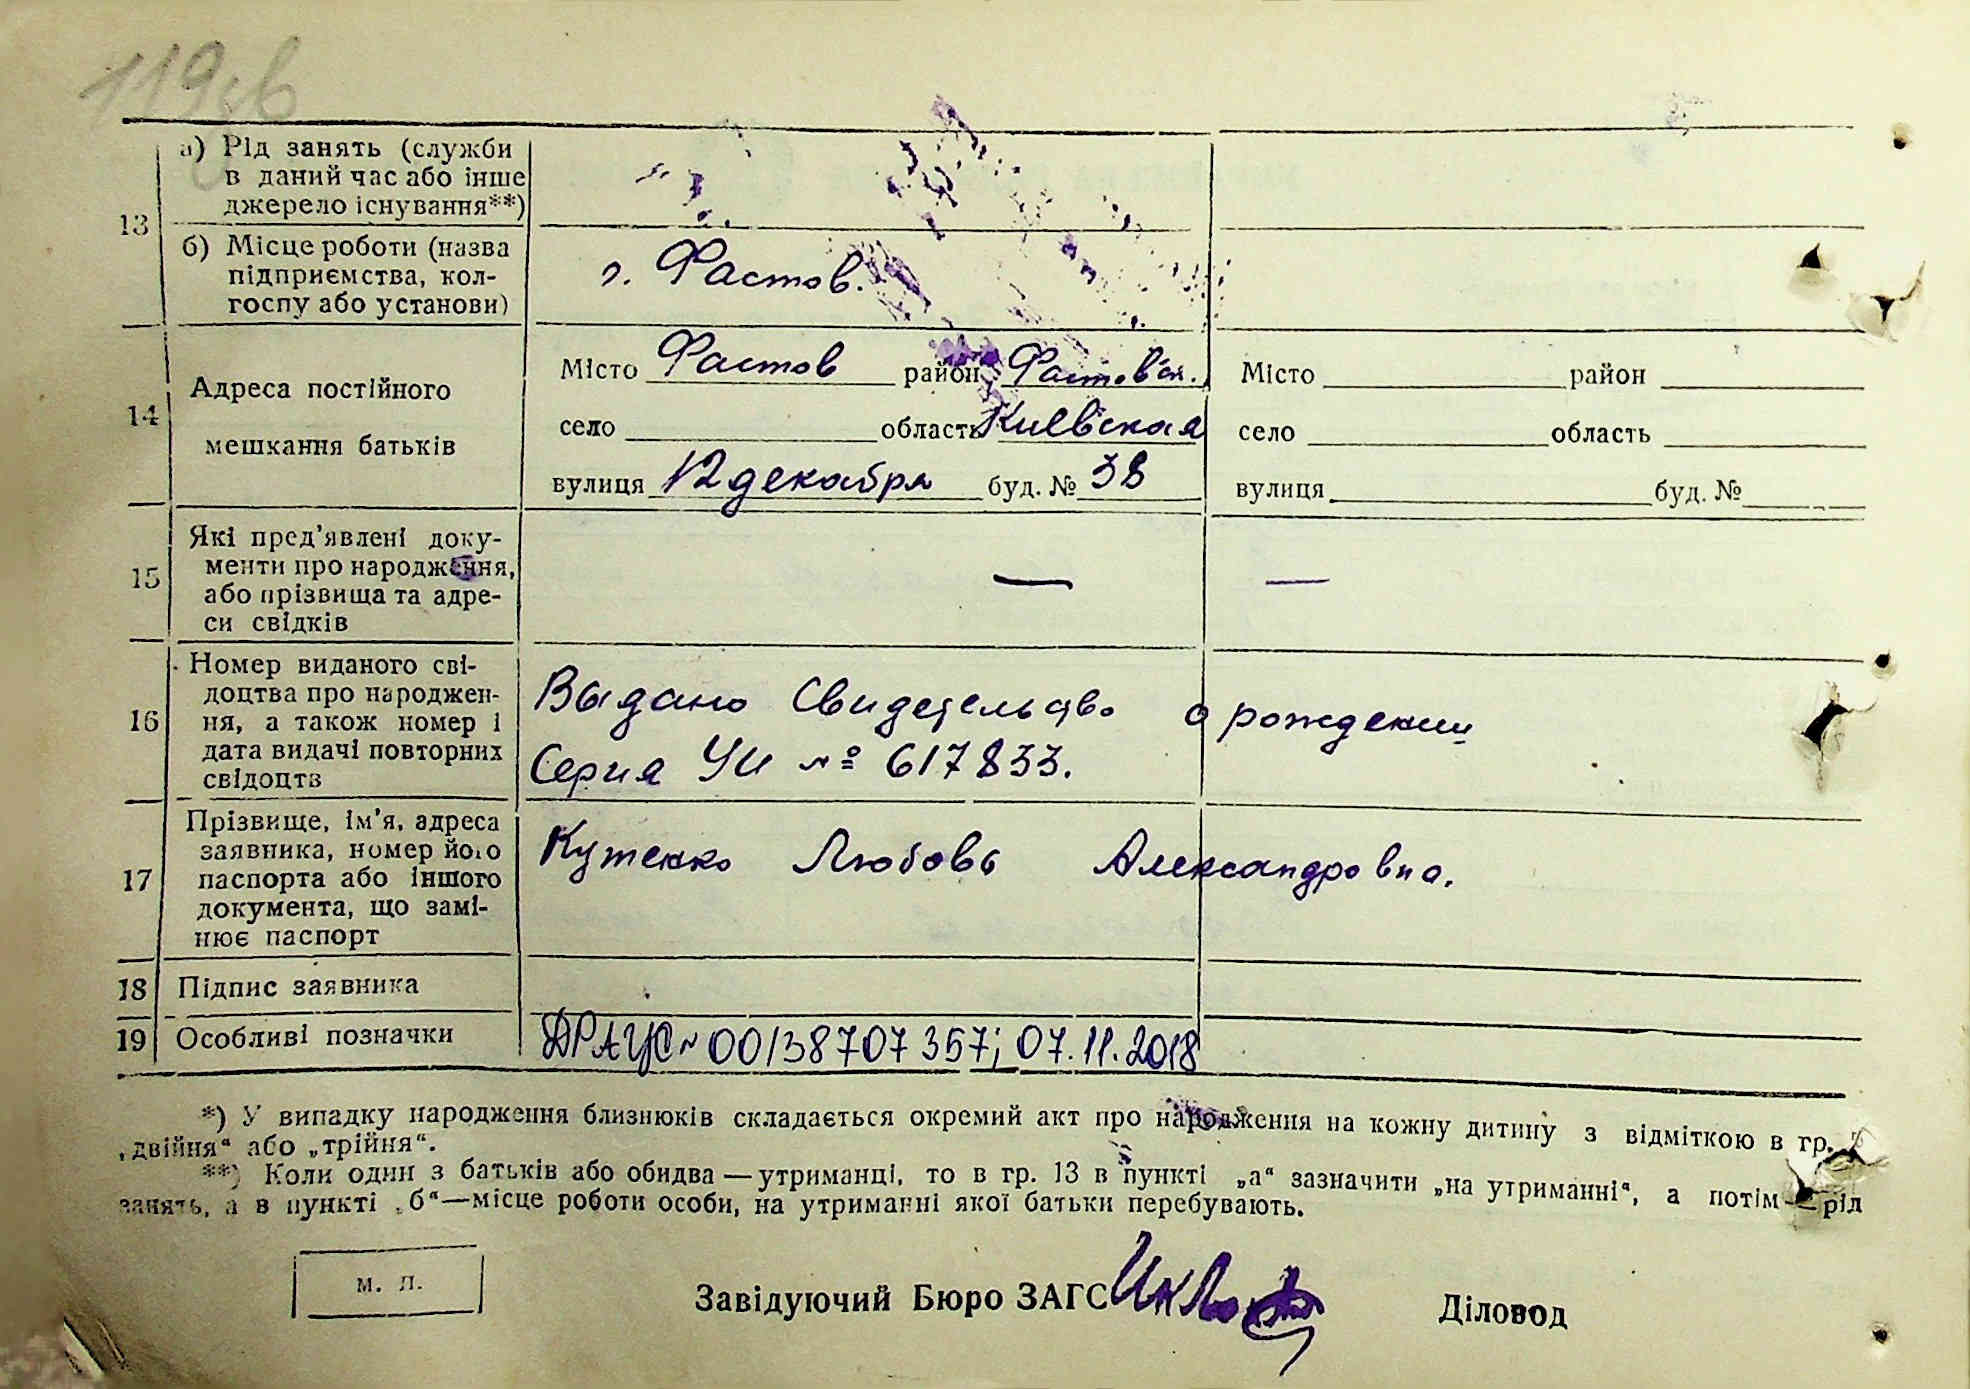 119 св
13
а) Рід занять (служби
в даний час або інше
джерело існування**)
б) Місце роботи (назва
підприємства, кол-
госпу або установи)
г. Фастов.
14
Адреса постійного
мешкання батьків
Місто Фастов район Фастовск.
село область Киевская
вулиця 12 декабря буд. № 38
Місто район
село область
вулиця буд. №
15
Які пред'явлені доку-
менти про народження,
або прізвища та адре-
си свідків
— —
16
Номер виданого сві-
доцтва про народжен-
ня, а також номер і
дата видачі повторних
свідоцтв
Выдано Свидетельство о рождении
Серия УИ № 617833.
17
Прізвище, ім'я, адреса
заявника, номер його
паспорта або іншого
документа, що замі-
нює паспорт
Кутенко Любовь Александровна.
18 Підпис заявника
19 Особливі позначки
ДРАЦС № 00138707357; 07.11.2018
*) У випадку народження близнюків складається окремий акт про народження на кожну дитину з відміткою в гр.
„двійня“ або „трійня“.
**) Коли один з батьків або обидва — утриманці, то в гр. 13 в пункті „а“ зазначити „на утриманні“, а потім — рід
занять, а в пункті „б“ — місце роботи особи, на утриманні якої батьки перебувають.
м. п.
Завідуючий Бюро ЗАГС
Діловод